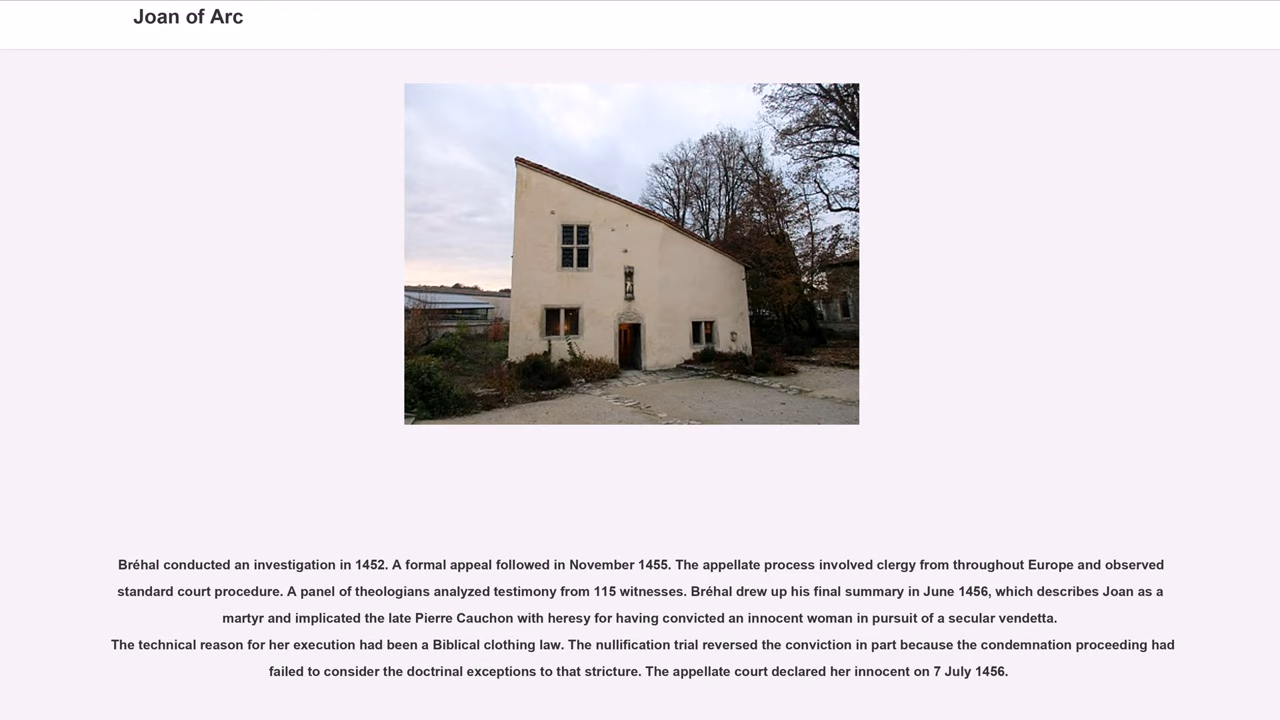 Joan of Arc
Bréhal conducted an investigation in 1452. A formal appeal followed in November 1455. The appellate process involved clergy from throughout Europe and observed
standard court procedure. A panel of theologians analyzed testimony from 115 witnesses. Bréhal drew up his final summary in June 1456, which describes Joan as a
martyr and implicated the late Pierre Cauchon with heresy for having convicted an innocent woman in pursuit of a secular vendetta.
The technical reason for her execution had been a Biblical clothing law. The nullification trial reversed the conviction in part because the condemnation proceeding had
failed to consider the doctrinal exceptions to that stricture. The appellate court declared her innocent on 7 July 1456.